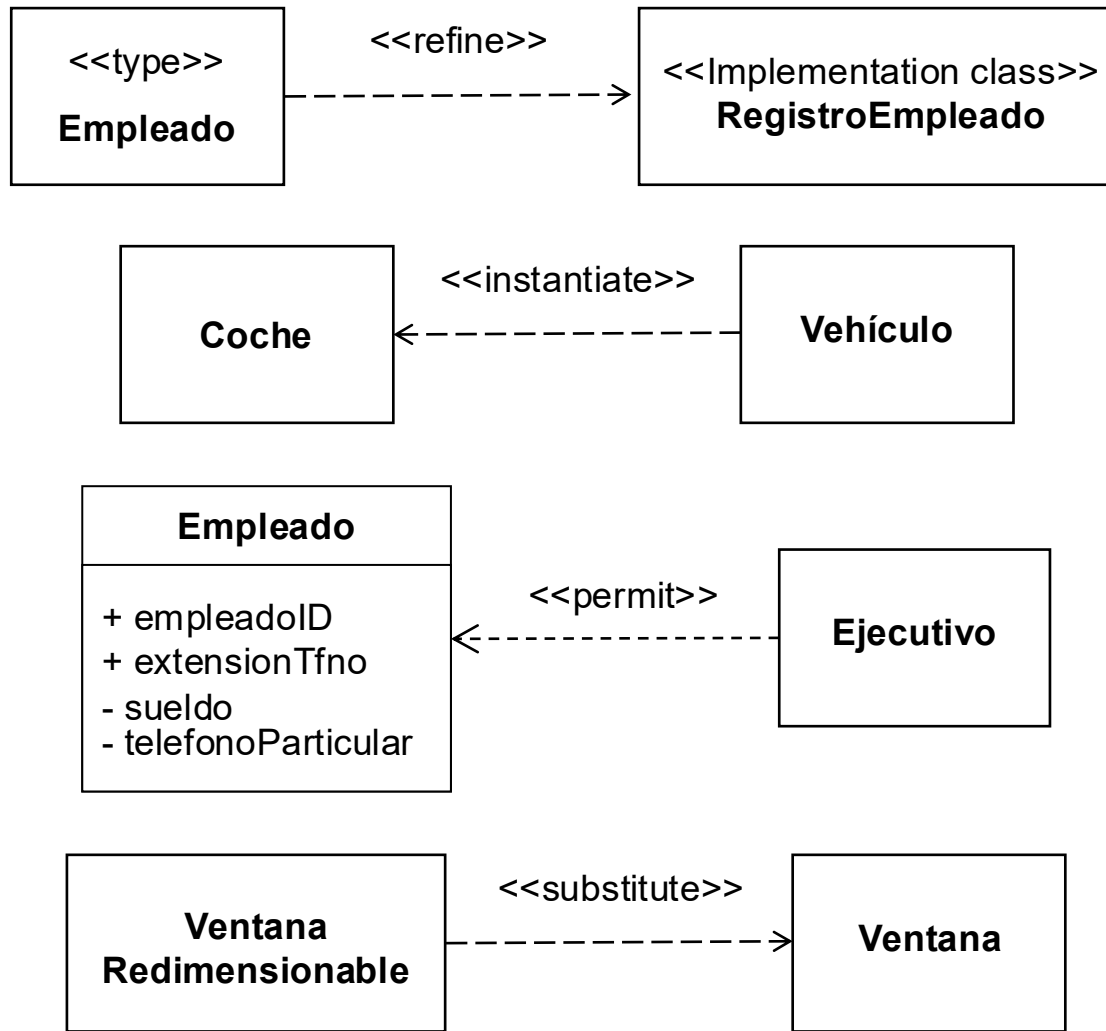 <<type>>
Empleado
<<refine>>
<<Implementation class>>
RegistroEmpleado
Coche
<<instantiate>>
Vehículo
Empleado
+ empleadoID
+ extensionTfno
- sueldo
- telefonoParticular
<<permit>>
Ejecutivo
Ventana
Redimensionable
<<substitute>>
Ventana